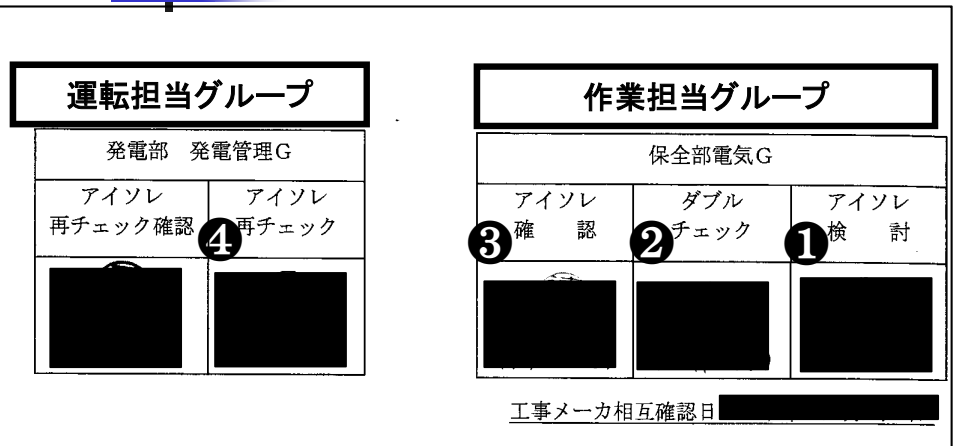 運転担当グループ
発電部 発電管理G
アイソレ
再チェック確認
アイソレ
❹再チェック
作業担当グループ
保全部電気G
アイソレ
❸確 認
ダブル
❷チェック
アイソレ
❶検 討
工事メーカ相互確認日